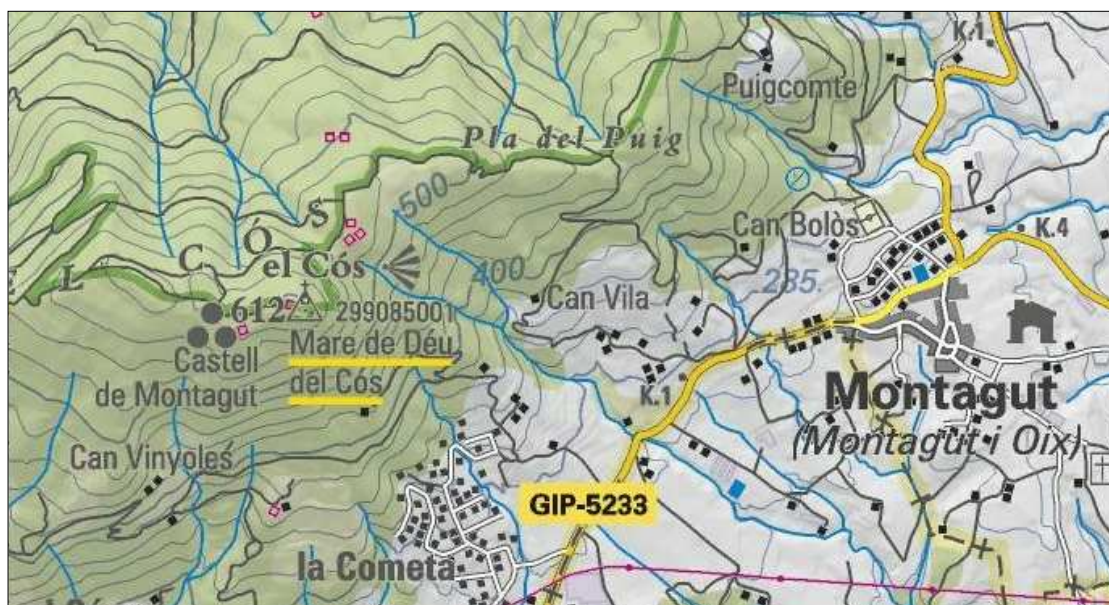 K.1
Puigcomte
Pla del Puig
500
S
Ó
C
L
E
Can Bolòs
K.4
el Cós
400
285.
Can Vila
612
299085001
Castell
de Montagut
Mare de Déu
del Cós
K.1
Montagut
(Montagut i Oix)
Can Vinyoles
GIP-5233
la Cometa